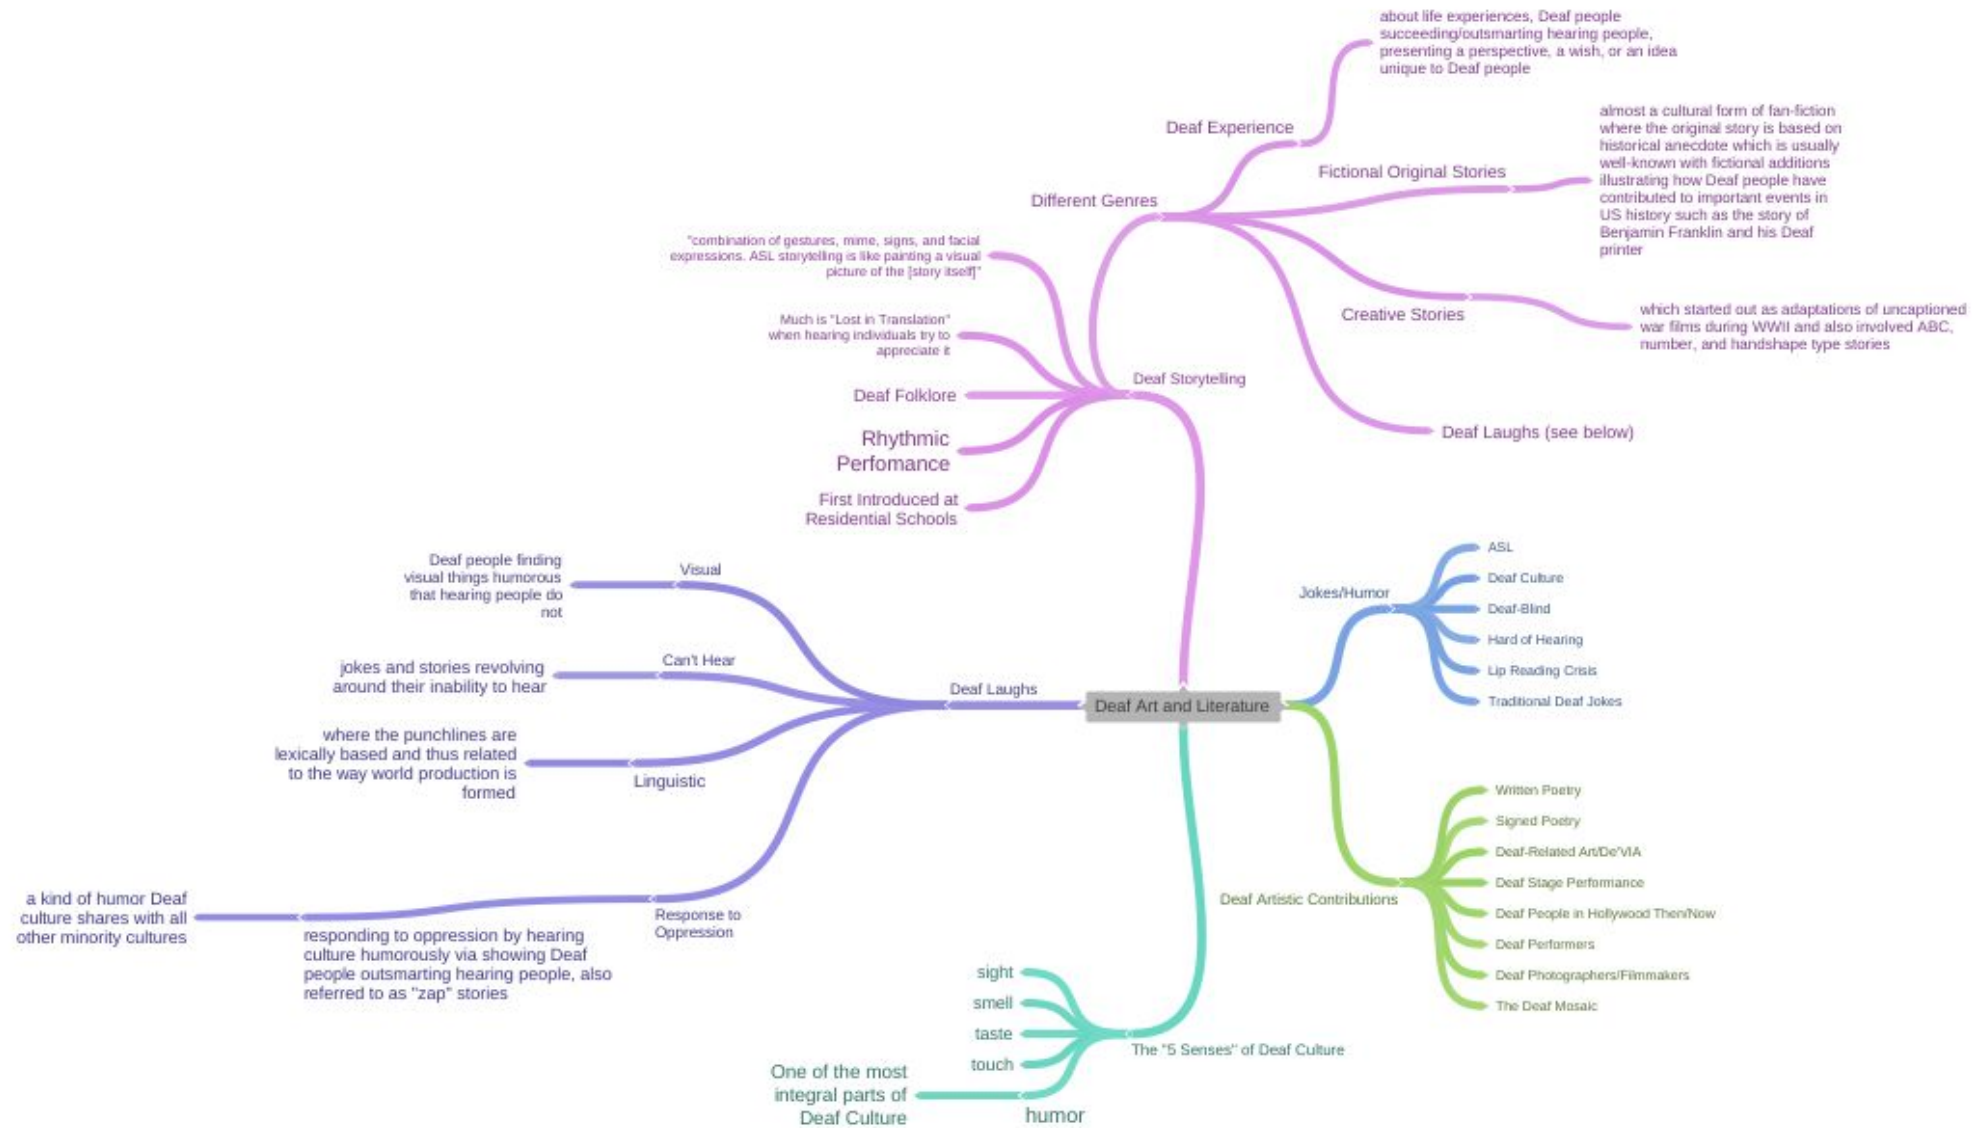 about life experiences, Deaf people
succeeding/outsmarting hearing people,
presenting a perspective, a wish, or an idea
unique to Deaf people
Deaf Experience
almost a cultural form of fan-fiction
where the original story is based on
historical anecdote which is usually
well-known with fictional additions
illustrating how Deaf people have
contributed to important events in
US history such as the story of
Benjamin Franklin and his Deaf
printer
Fictional Original Stories
Different Genres
"combination of gestures, mime, signs, and facial
expressions. ASL storytelling is like painting a visual
picture of the [story itself]"
Much is "Lost in Translation"
when hearing individuals try to
appreciate it
Creative Stories
which started out as adaptations of uncaptioned
war films during WWII and also involved ABC,
number, and handshape type stories
Deaf Storytelling
Deaf Folklore
Deaf Laughs (see below)
Rhythmic
Perfomance
First Introduced at
Residential Schools
Deaf people finding
visual things humorous
that hearing people do
not
Visual
jokes and stories revolving
around their inability to hear
Can't Hear
Deaf Laughs
where the punchlines are
lexically based and thus related
to the way world production is
formed
Linguistic
a kind of humor Deaf
culture shares with all
other minority cultures
responding to oppression by hearing
culture humorously via showing Deaf
people outsmarting hearing people, also
referred to as "zap" stories
Response to
Oppression
Deaf Art and Literature
Jokes/Humor
ASL
Deaf Culture
Deaf-Blind
Hard of Hearing
Lip Reading Crisis
Traditional Deaf Jokes
Deaf Artistic Contributions
Written Poetry
Signed Poetry
Deaf-Related Art/De'VIA
Deaf Stage Performance
Deaf People in Hollywood Then/Now
Deaf Performers
Deaf Photographers/Filmmakers
The Deaf Mosaic
The "5 Senses" of Deaf Culture
sight
smell
taste
touch
humor
One of the most
integral parts of
Deaf Culture